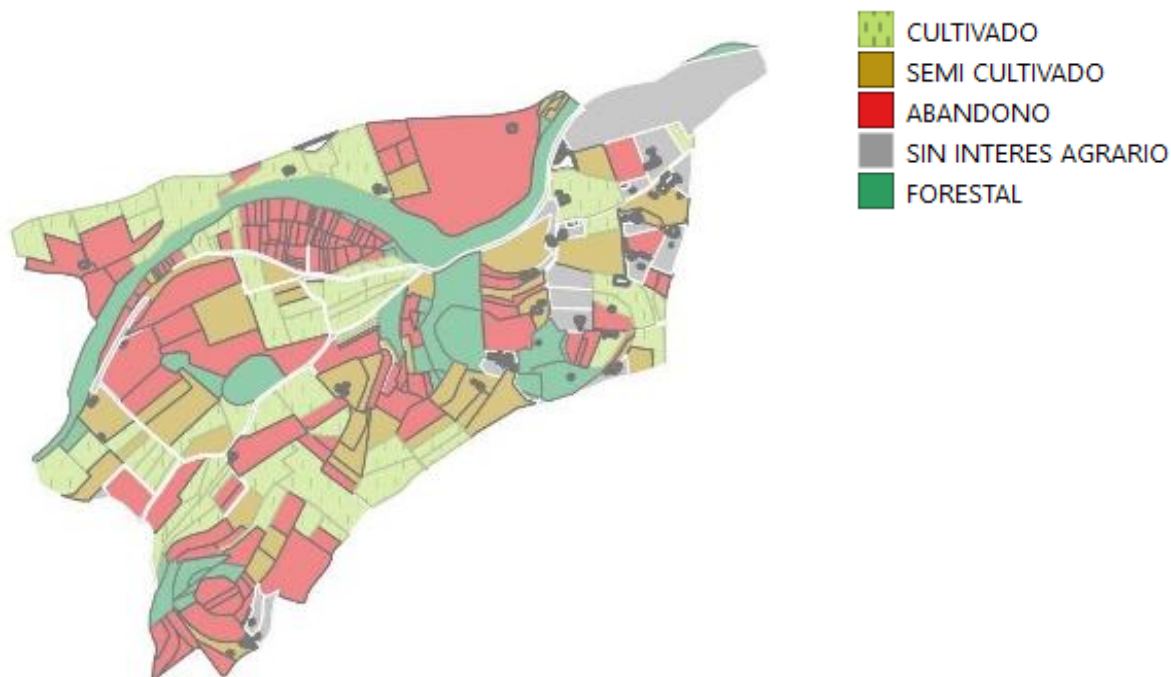 CULTIVADO
SEMI CULTIVADO
ABANDONO
SIN INTERES AGRARIO
FORESTAL